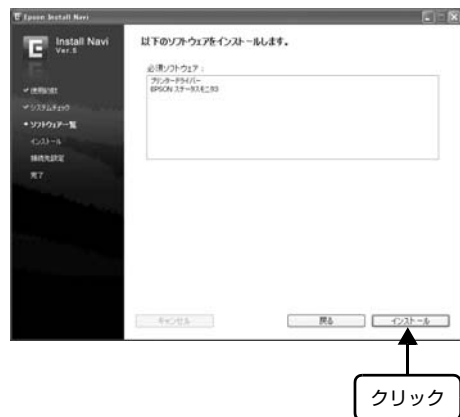 Epson Install Navi
Install Navi
Ver.5
以下のソフトウェアをインストールします。
必須ソフトウェア：
プリンタードライバー
EPSON ステータスモニタ3
使用許諾
システムチェック
ソフトウェア一覧
インストール
接続先設定
完了
キャンセル
戻る
インストール
クリック